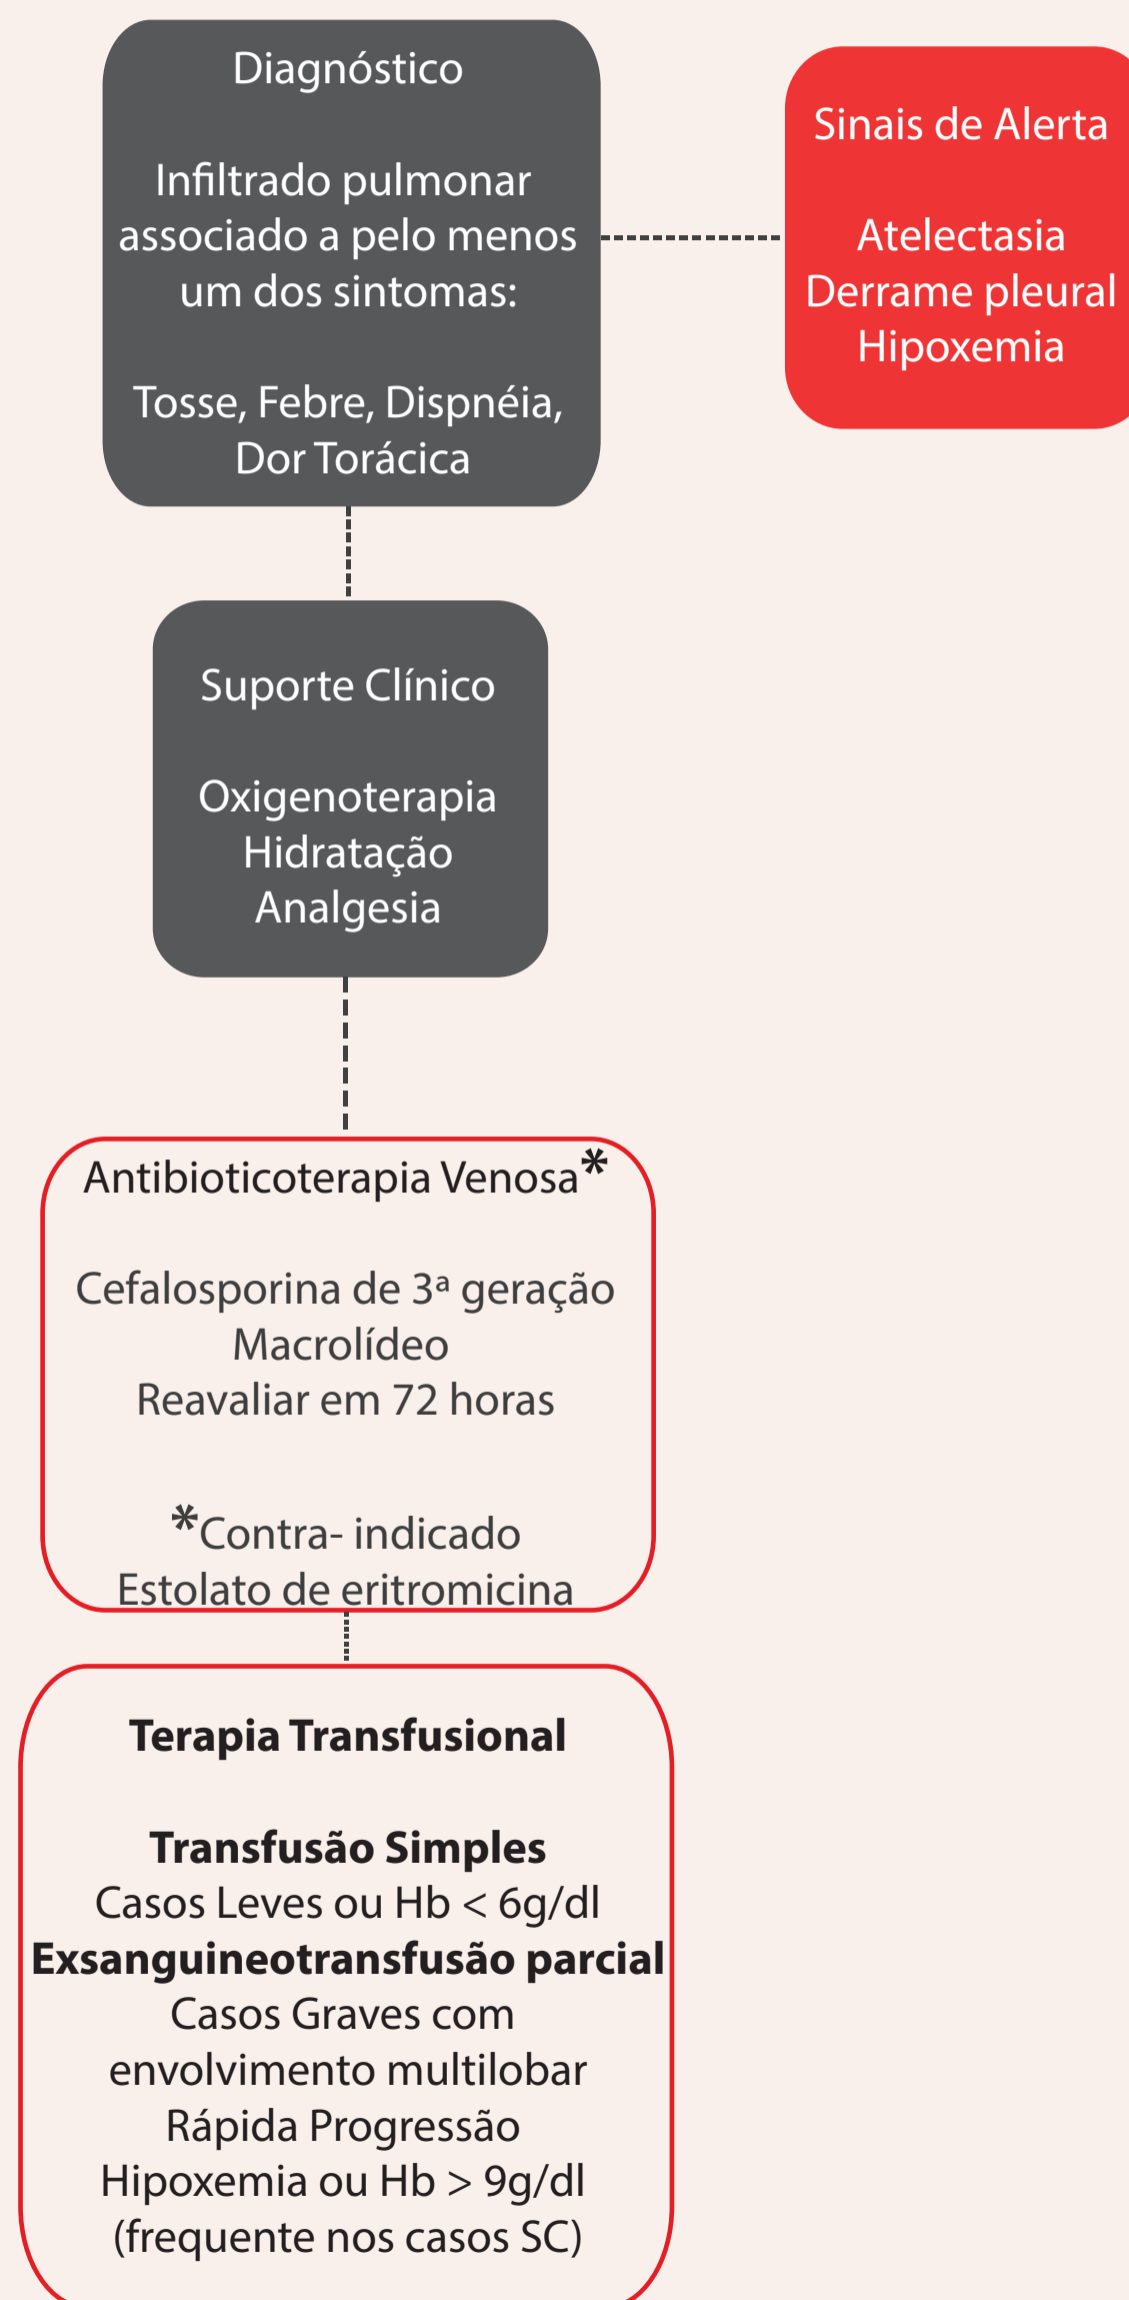 Diagnóstico
Infiltrado pulmonar
associado a pelo menos
um dos sintomas:
Tosse, Febre, Dispnéia,
Dor Torácica
Sinais de Alerta
Atelectasia
Derrame pleural
Hipoxemia
Suporte Clínico
Oxigenoterapia
Hidratação
Analgesia
Antibioticoterapia Venosa*
Cefalosporina de 3ª geração
Macrolídeo
Reavaliar em 72 horas
*Contra- indicado
Estolato de eritromicina
Terapia Transfusional
Transfusão Simples
Casos Leves ou Hb < 6g/dl
Exsanguineotransfusão parcial
Casos Graves com
envolvimento multilobar
Rápida Progressão
Hipoxemia ou Hb > 9g/dl
(frequente nos casos SC)